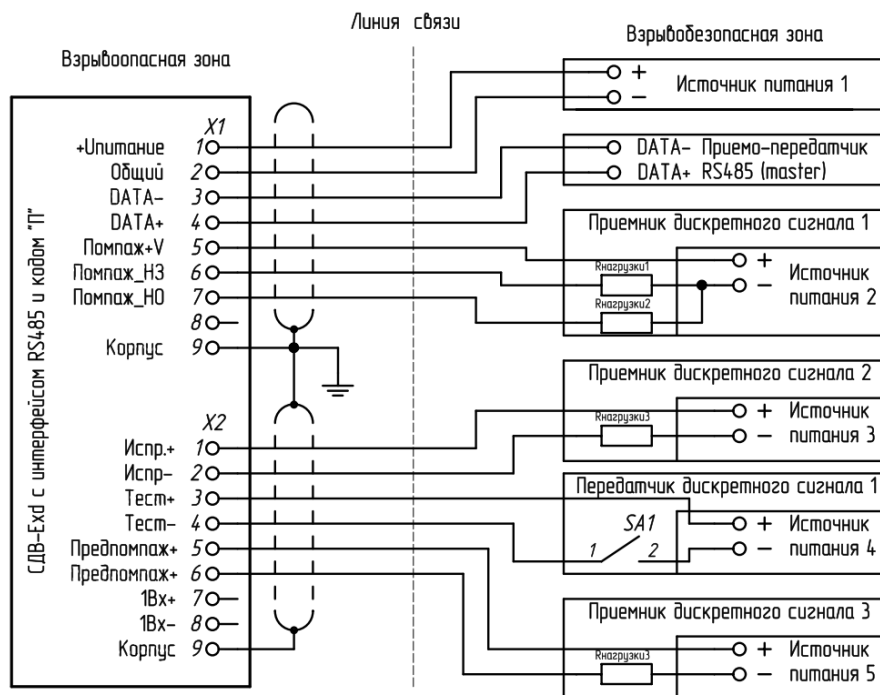 Линия связи
Взрывоопасная зона
Взрывобезопасная зона
СДВ-Exd с интерфейсом RS485 и кодом "П"
X1
+Uпитание 1
Общий 2
DATA- 3
DATA+ 4
Помпаж+V 5
Помпаж_НЗ 6
Помпаж_НО 7
8
Корпус 9
X2
Испр.+ 1
Испр- 2
Тест+ 3
Тест- 4
Предпомпаж+ 5
Предпомпаж+ 6
1Вх+ 7
1Вх- 8
Корпус 9
+
-
Источник питания 1
DATA- Приемо-передатчик
DATA+ RS485 (master)
Приемник дискретного сигнала 1
Rнагрузки1
Rнагрузки2
+
-
Источник
питания 2
Приемник дискретного сигнала 2
Rнагрузки3
+ Источник
- питания 3
Передатчик дискретного сигнала 1
SA1
1 2
+ Источник
- питания 4
Приемник дискретного сигнала 3
Rнагрузки3
+ Источник
- питания 5